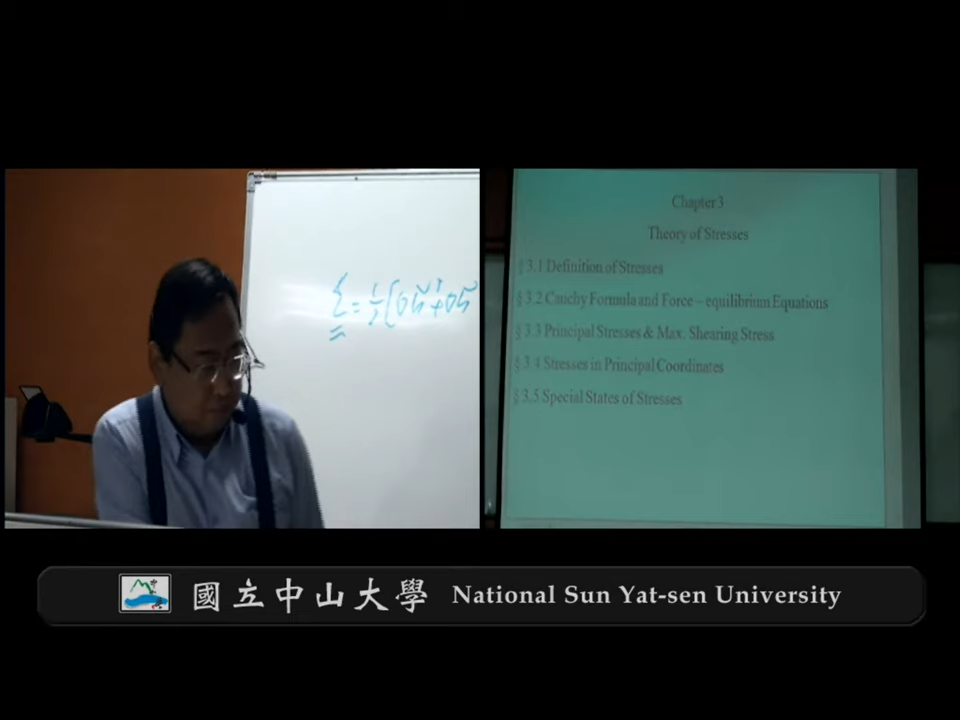 Chapter 3
Theory of Stresses
§ 3.1 Definition of Stresses
§ 3.2 Cauchy Formula and Force – equilibrium Equations
§ 3.3 Principal Stresses & Max. Shearing Stress
§ 3.4 Stresses in Principal Coordinates
§ 3.5 Special States of Stresses
國立中山大學 National Sun Yat-sen University